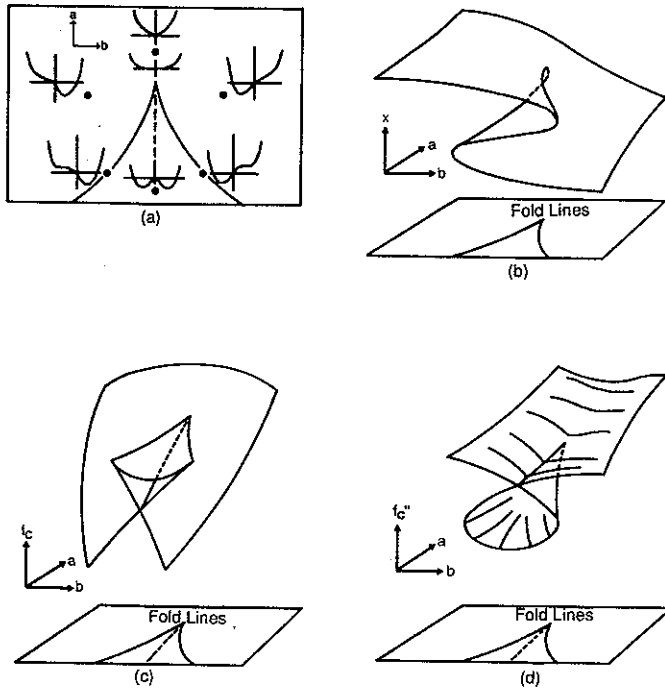 a
b
(a)
x
a
b
Fold Lines
(b)
f_c
a
b
Fold Lines
(c)
f_c"
a
b
Fold Lines
(d)